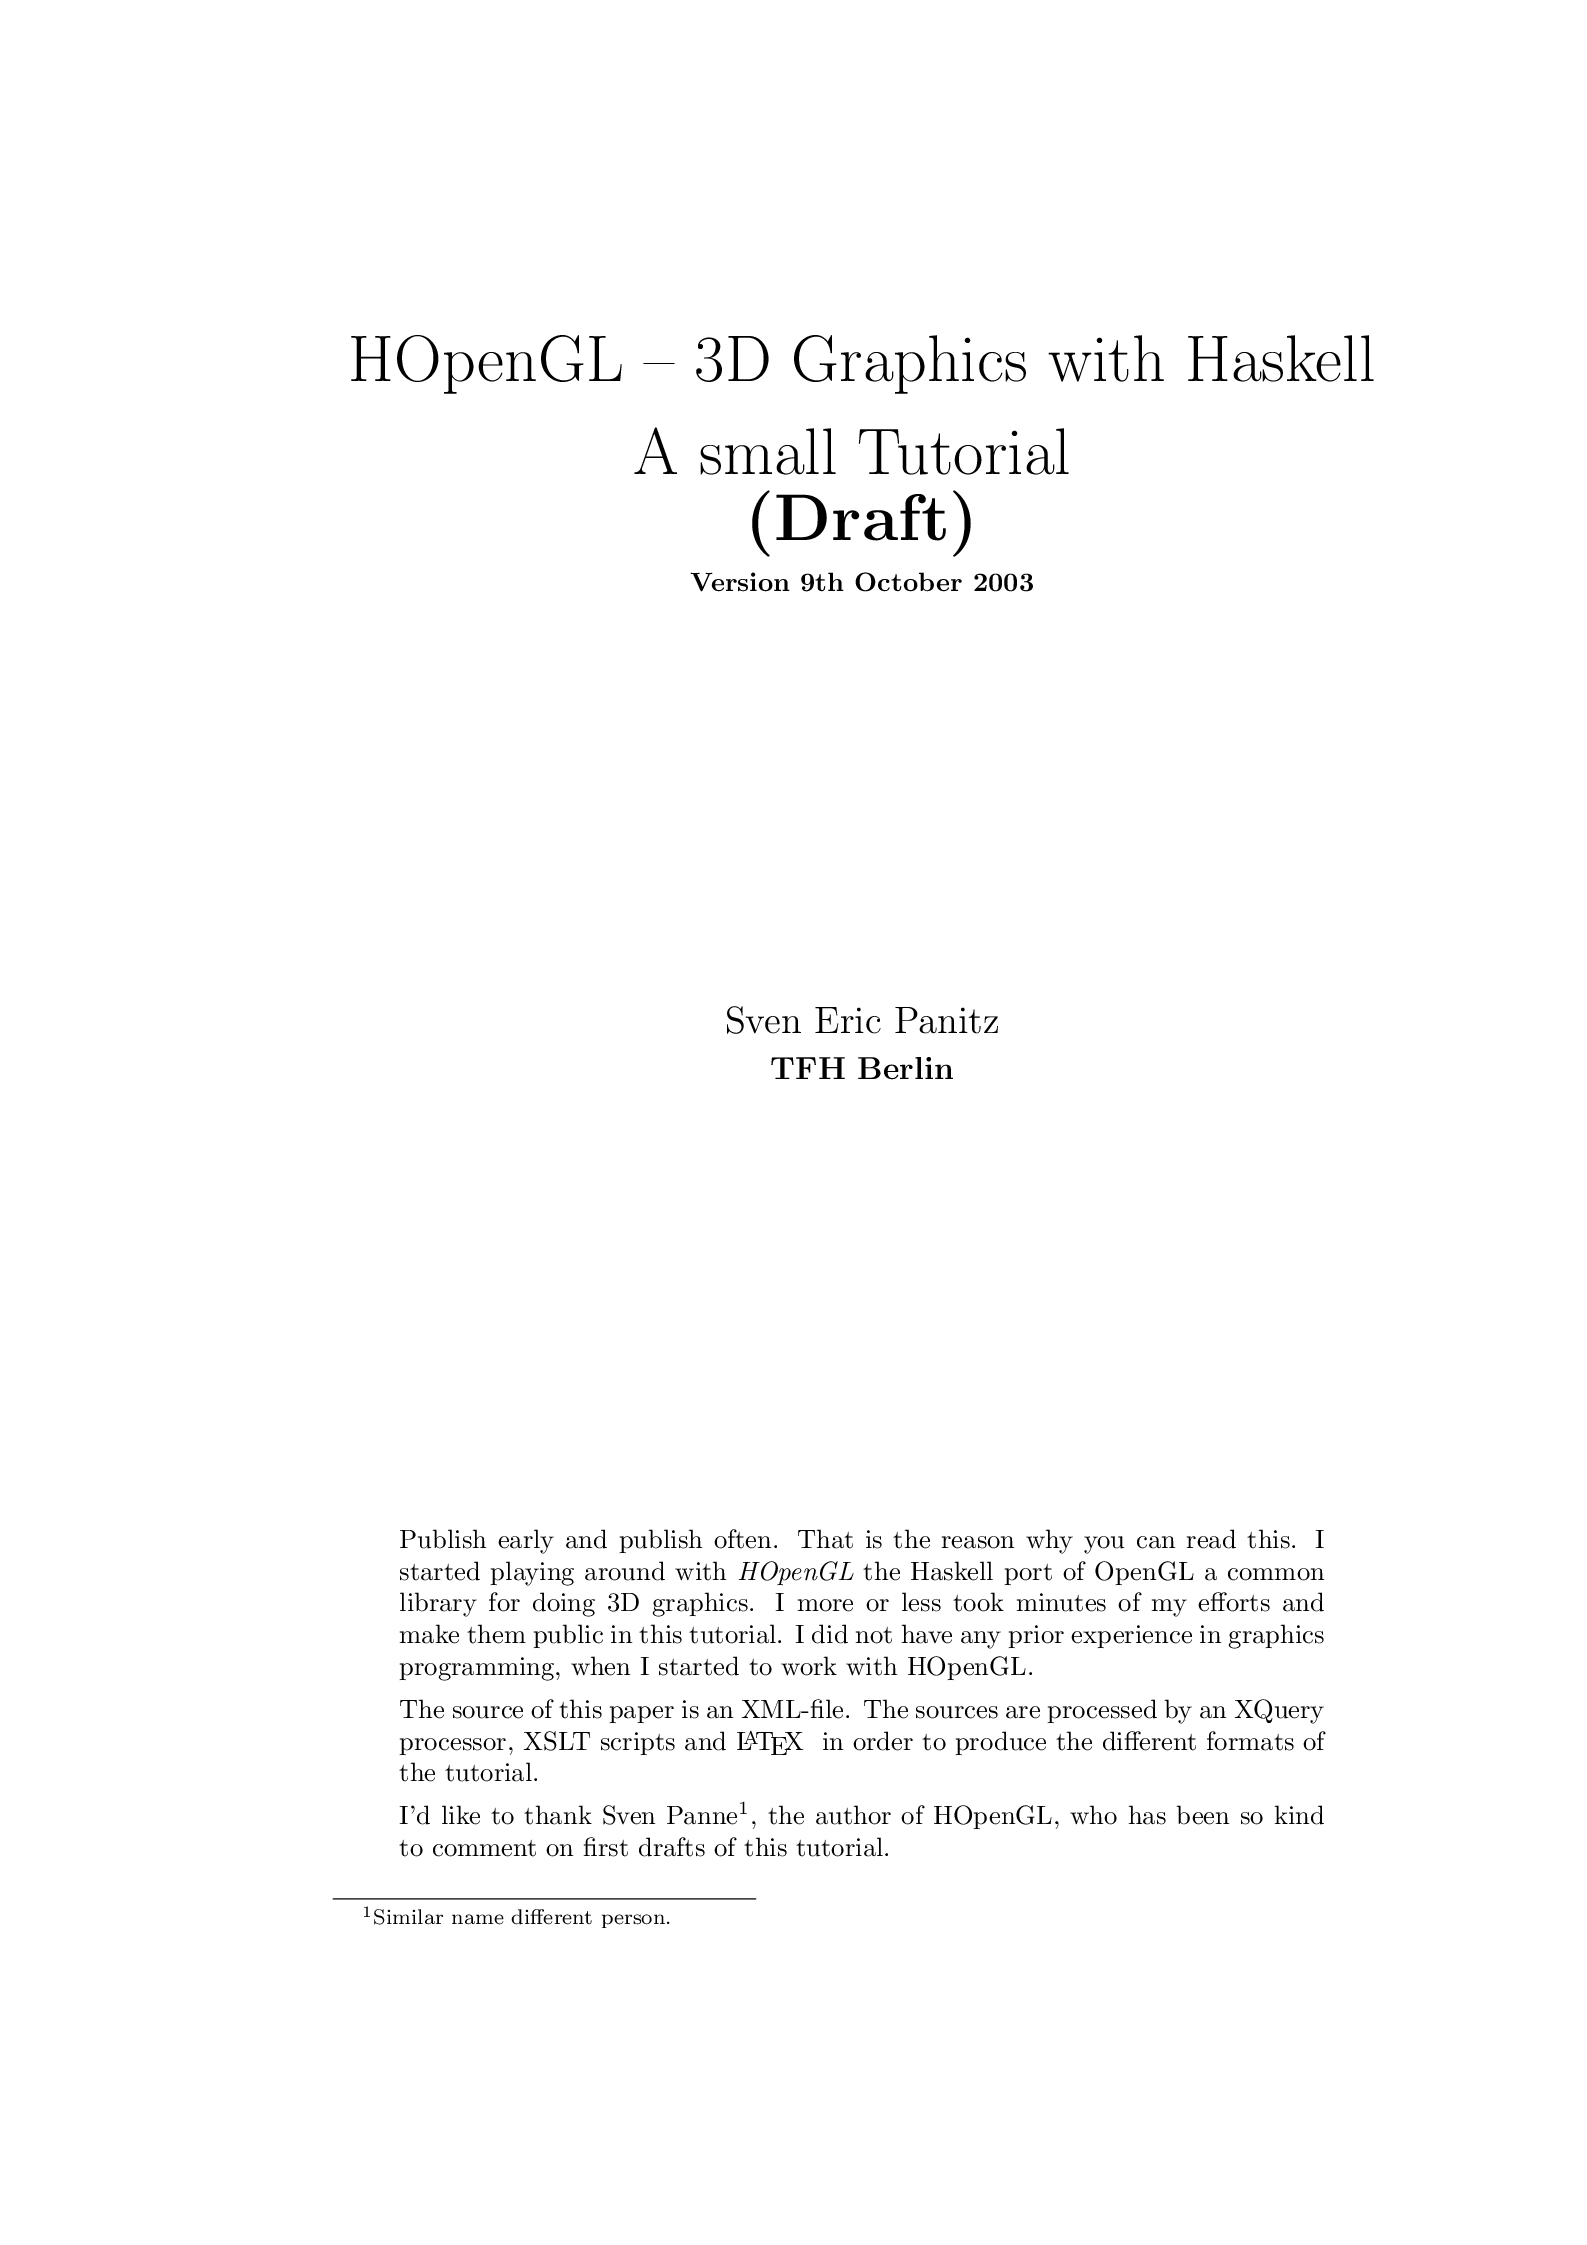 HOpenGL – 3D Graphics with Haskell
A small Tutorial
(Draft)
Version 9th October 2003
Sven Eric Panitz
TFH Berlin
Publish early and publish often. That is the reason why you can read this. I
started playing around with HOpenGL the Haskell port of OpenGL a common
library for doing 3D graphics. I more or less took minutes of my efforts and
make them public in this tutorial. I did not have any prior experience in graphics
programming, when I started to work with HOpenGL.
The source of this paper is an XML-file. The sources are processed by an XQuery
processor, XSLT scripts and LATEX in order to produce the different formats of
the tutorial.
I'd like to thank Sven Panne1, the author of HOpenGL, who has been so kind
to comment on first drafts of this tutorial.
1Similar name different person.